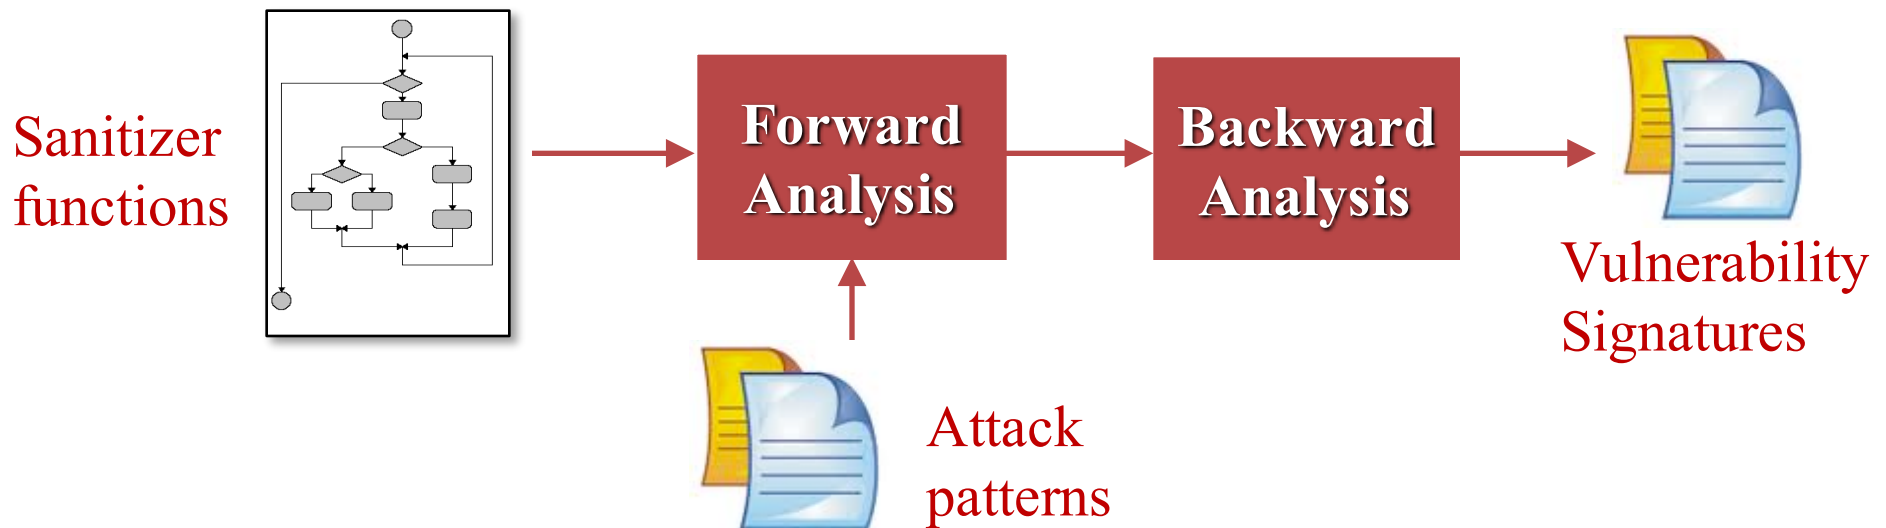 Sanitizer
functions
Forward
Analysis
Backward
Analysis
Vulnerability
Signatures
Attack
patterns